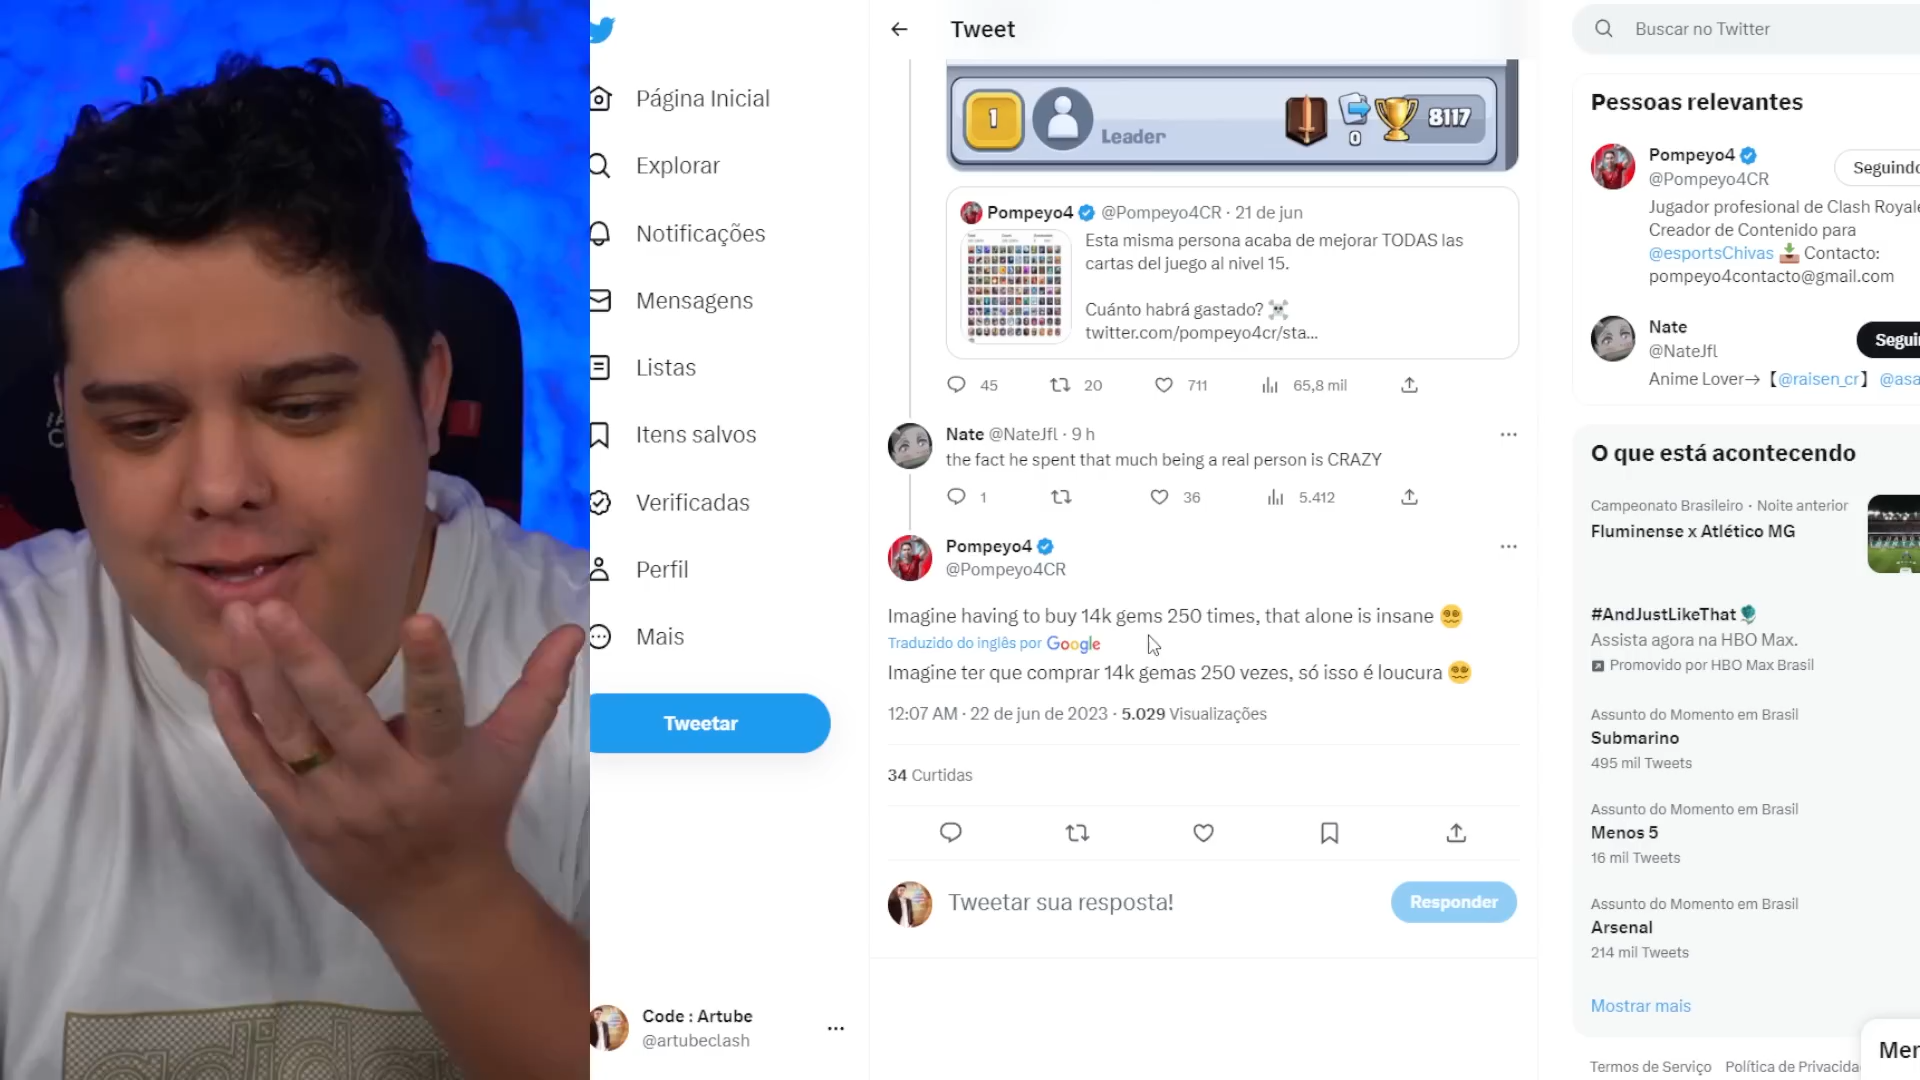 Página Inicial
Explorar
Notificações
Mensagens
Listas
Itens salvos
Verificadas
Perfil
Mais
Tweetar
Code : Artube
@artubeclash
Tweet
1
Leader
0
8117
Pompeyo4 @Pompeyo4CR · 21 de jun
Esta misma persona acaba de mejorar TODAS las
cartas del juego al nivel 15.
Cuánto habrá gastado? ☠️
twitter.com/pompeyo4cr/sta...
45 20 711 65,8 mil
Nate @NateJfl · 9 h
the fact he spent that much being a real person is CRAZY
1 36 5.412
Pompeyo4
@Pompeyo4CR
Imagine having to buy 14k gems 250 times, that alone is insane 😵‍💫
Traduzido do inglês por Google
Imagine ter que comprar 14k gemas 250 vezes, só isso é loucura 😵‍💫
12:07 AM · 22 de jun de 2023 · 5.029 Visualizações
34 Curtidas
Tweetar sua resposta!
Responder
Buscar no Twitter
Pessoas relevantes
Pompeyo4
@Pompeyo4CR
Seguindo
Jugador profesional de Clash Royale
Creador de Contenido para
@esportsChivas 📥 Contacto:
pompeyo4contacto@gmail.com
Nate
@NateJfl
Seguir
Anime Lover→【@raisen_cr】 @asa
O que está acontecendo
Campeonato Brasileiro · Noite anterior
Fluminense x Atlético MG
#AndJustLikeThat
Assista agora na HBO Max.
Promovido por HBO Max Brasil
Assunto do Momento em Brasil
Submarino
495 mil Tweets
Assunto do Momento em Brasil
Menos 5
16 mil Tweets
Assunto do Momento em Brasil
Arsenal
214 mil Tweets
Mostrar mais
Termos de Serviço Política de Privacida
Mer